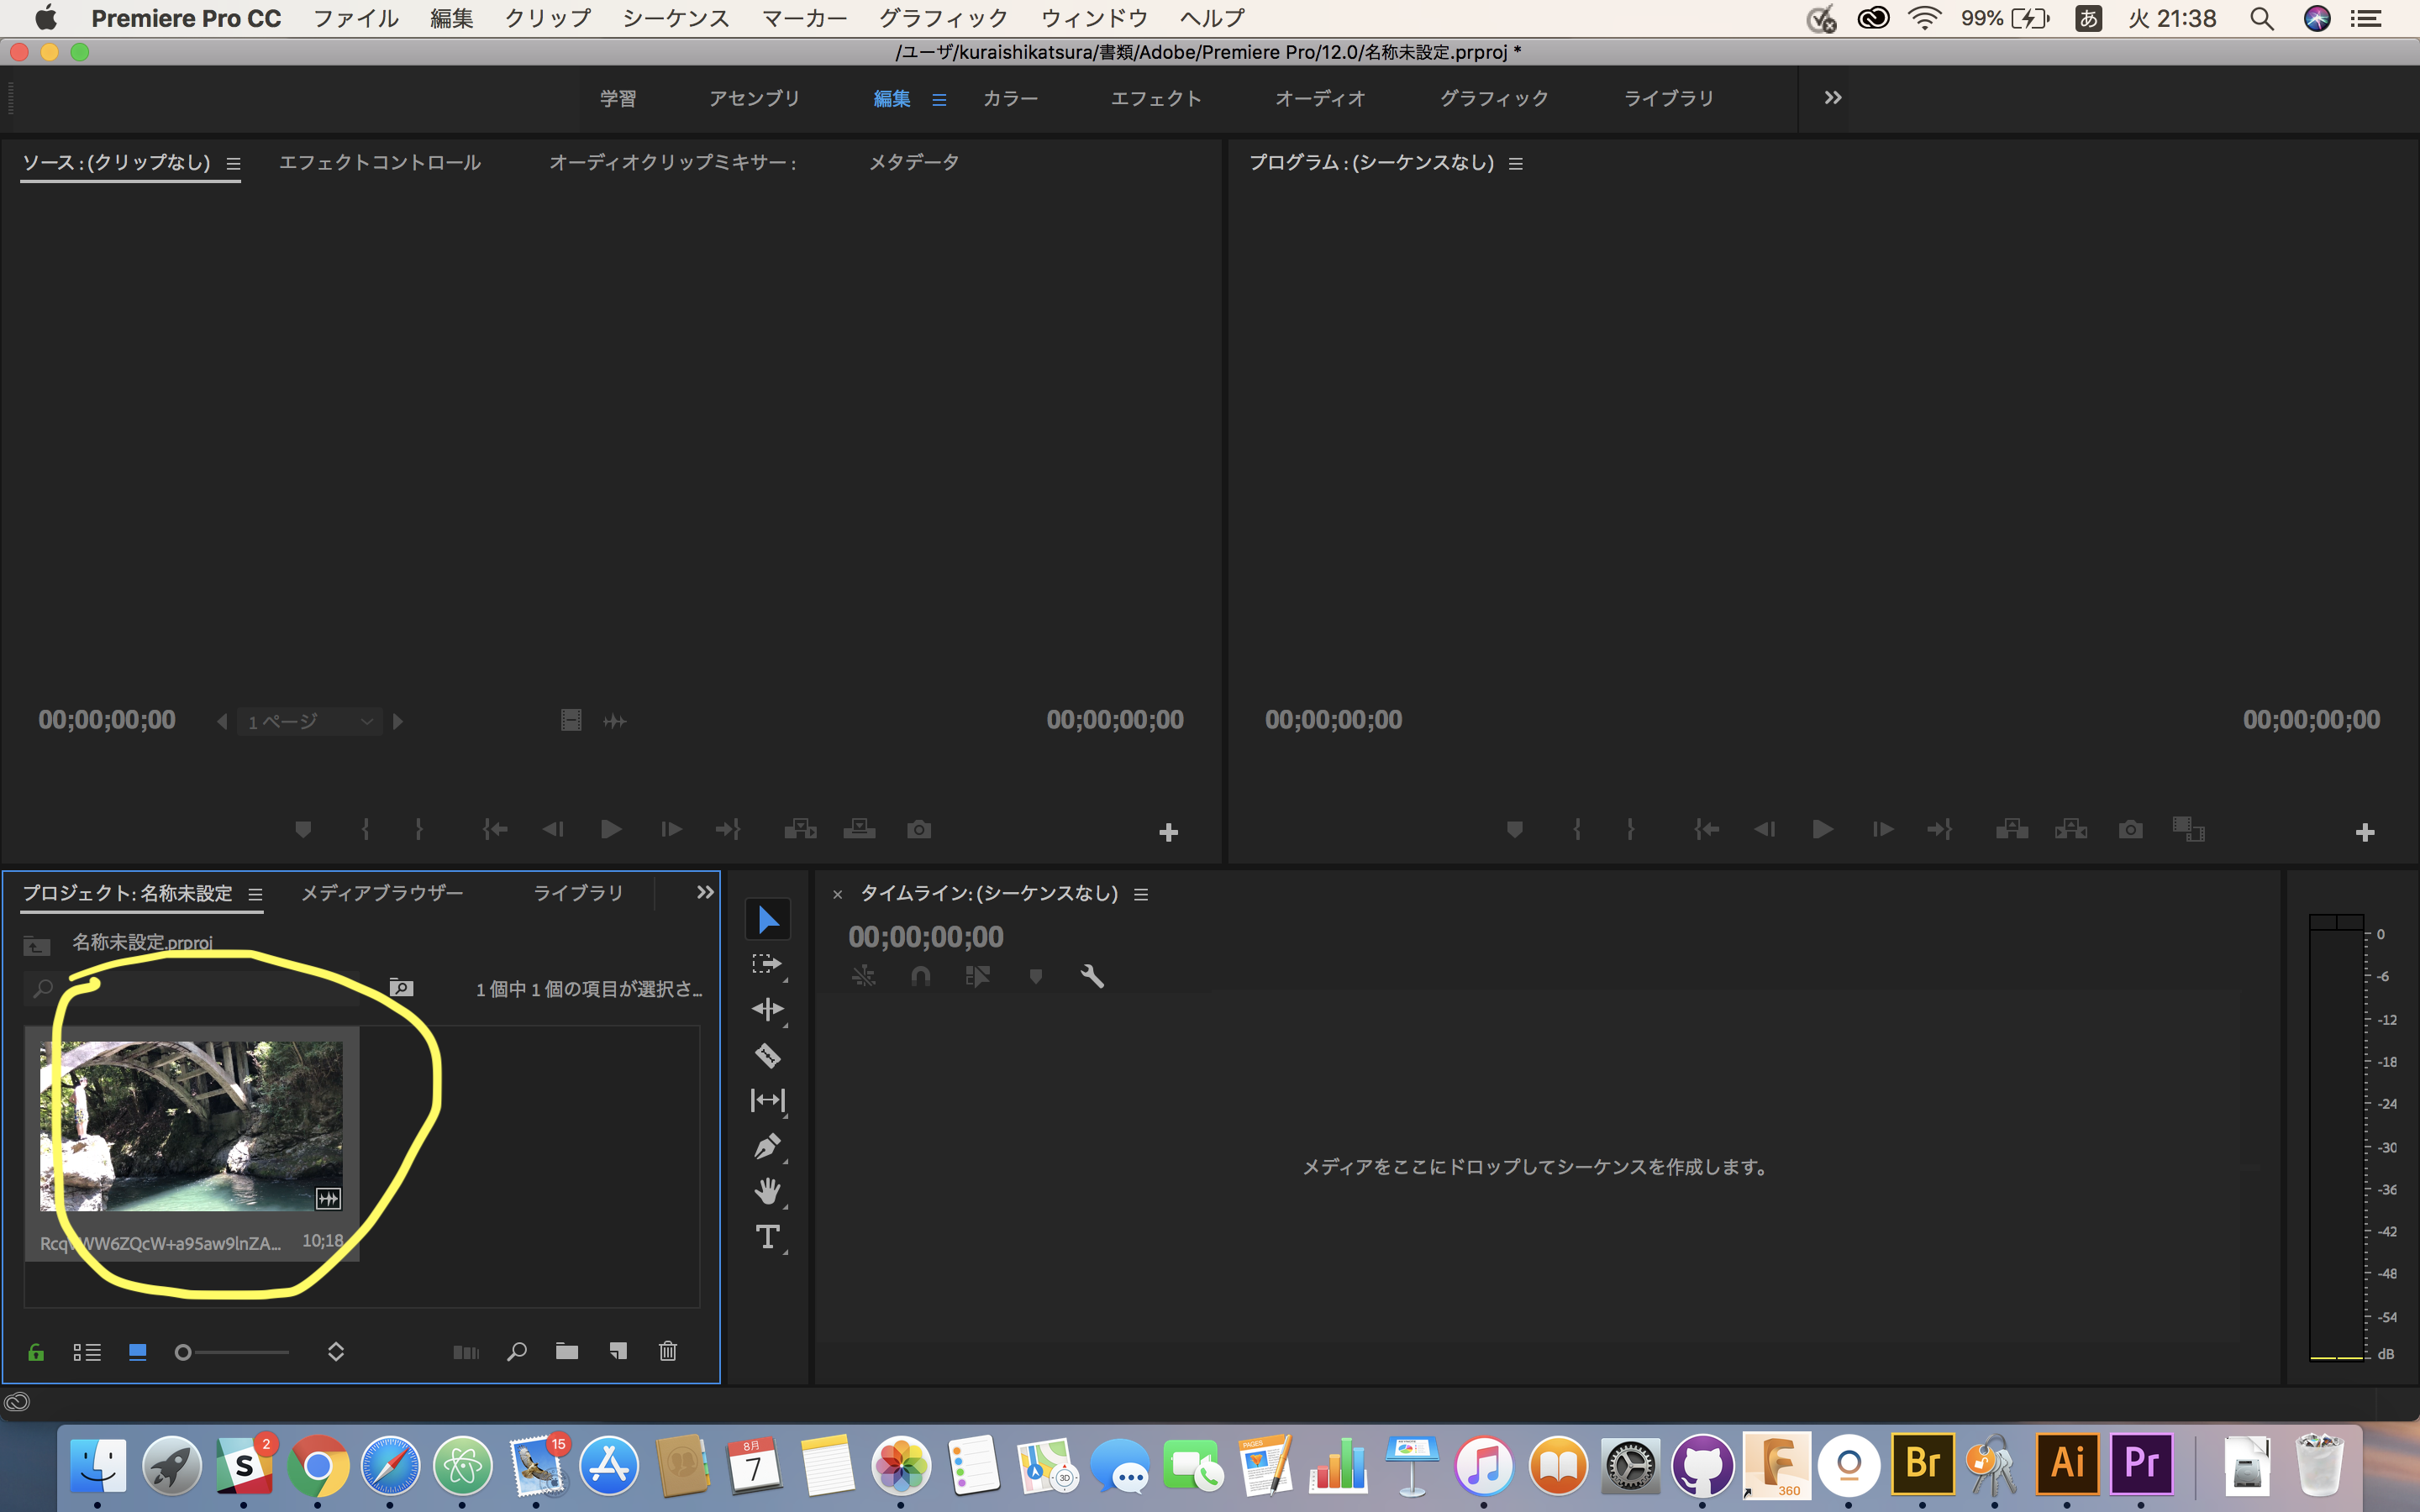 Premiere Pro CC ファイル 編集 クリップ シーケンス マーカー グラフィック ウィンドウ ヘルプ 99% あ 火 21:38
/ユーザ/kuraishikatsura/書類/Adobe/Premiere Pro/12.0/名称未設定.prproj *
学習 アセンブリ 編集 カラー エフェクト オーディオ グラフィック ライブラリ
ソース : (クリップなし) エフェクトコントロール オーディオクリップミキサー : メタデータ
プログラム : (シーケンスなし)
00;00;00;00 1 ページ 00;00;00;00
00;00;00;00 00;00;00;00
プロジェクト: 名称未設定 メディアブラウザー ライブラリ
名称未設定.prproj
1 個中 1 個の項目が選択さ...
10;18
タイムライン: (シーケンスなし)
00;00;00;00
メディアをここにドロップしてシーケンスを作成します。
0
-6
-12
-18
-24
-30
-36
-42
-48
-54
dB
S 2 15 8月 7 3D PAGES 360 Br Ai Pr